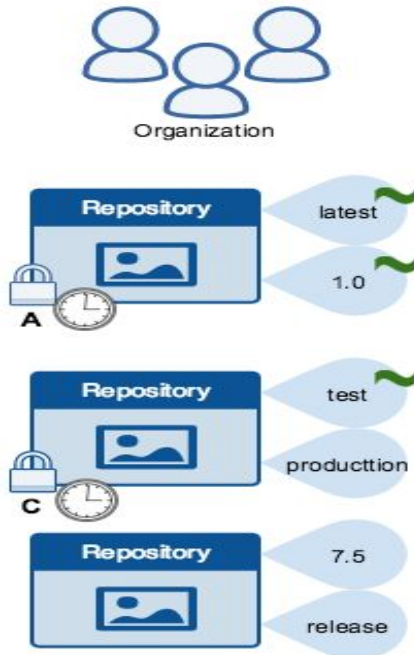 Organization
Repository
latest
1.0
A
Repository
test
producttion
C
Repository
7.5
release